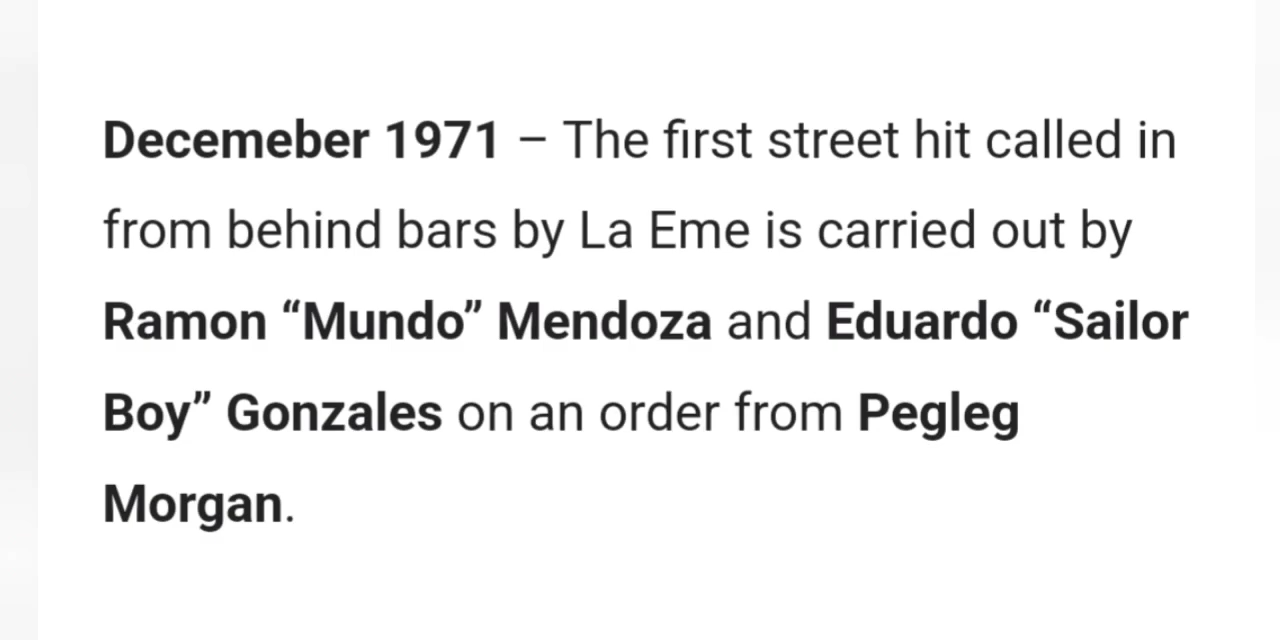 Decemeber 1971 – The first street hit called in
from behind bars by La Eme is carried out by
Ramon “Mundo” Mendoza and Eduardo “Sailor
Boy” Gonzales on an order from Pegleg
Morgan.